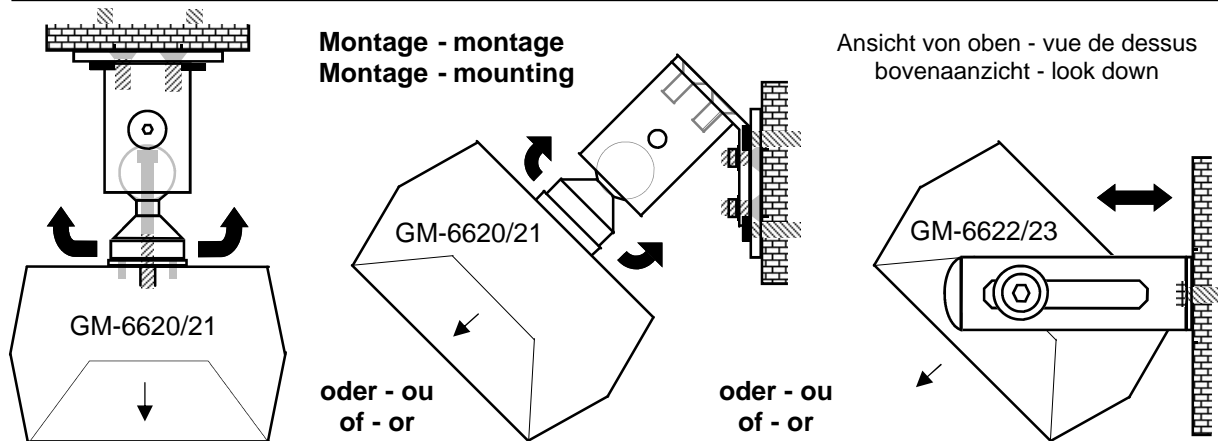 Montage - montage
Montage - mounting
Ansicht von oben - vue de dessus
bovenaanzicht - look down
GM-6620/21
GM-6620/21
GM-6622/23
oder - ou
of - or
oder - ou
of - or